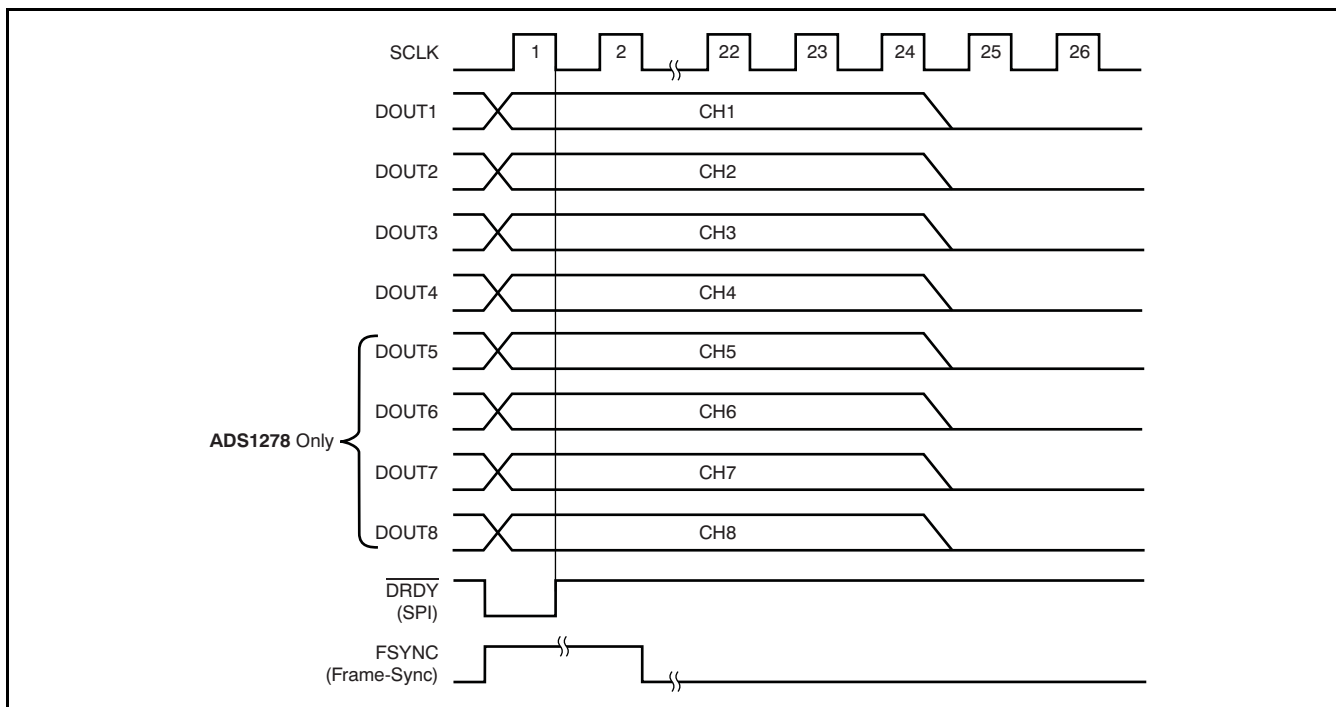 SCLK 1 2 22 23 24 25 26
DOUT1 CH1
DOUT2 CH2
DOUT3 CH3
DOUT4 CH4
DOUT5 CH5
DOUT6 CH6
ADS1278 Only
DOUT7 CH7
DOUT8 CH8
DRDY
(SPI)
FSYNC
(Frame-Sync)